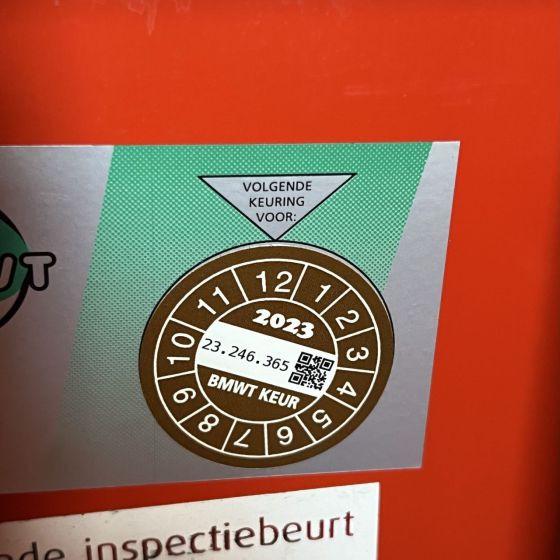 VOLGENDE
KEURING
VOOR:
12
1
2
3
4
5
6
7
8
9
10
11
2023
23.246.365
BMWT KEUR
inspectiebeurt